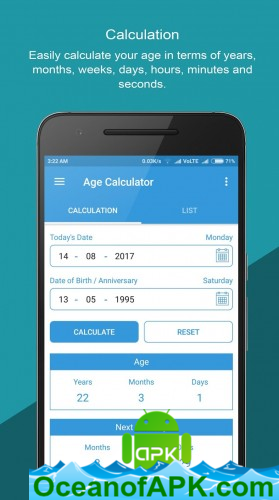 Calculation
Easily calculate your age in terms of years,
months, weeks, days, hours, minutes and
seconds.
3:22 AM 0.03K/s VoLTE 71%
Age Calculator
CALCULATION LIST
Today's Date Monday
14 - 08 - 2017
Date of Birth / Anniversary Saturday
13 - 05 - 1995
CALCULATE RESET
Age
Years Months Days
22 3 1
Next
Months
apk
OceanofAPK.com